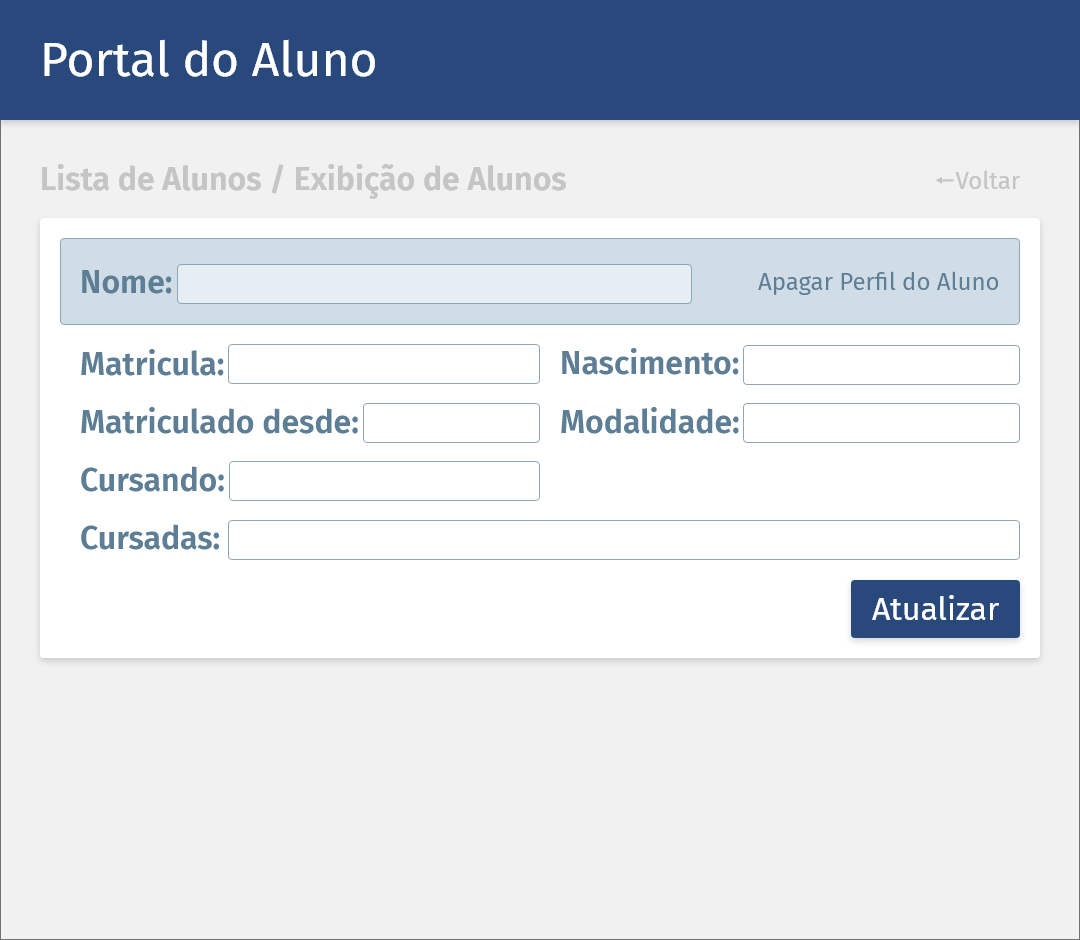 Portal do Aluno
Lista de Alunos / Exibição de Alunos
←Voltar
Nome:
Apagar Perfil do Aluno
Matricula:
Nascimento:
Matriculado desde:
Modalidade:
Cursando:
Cursadas:
Atualizar